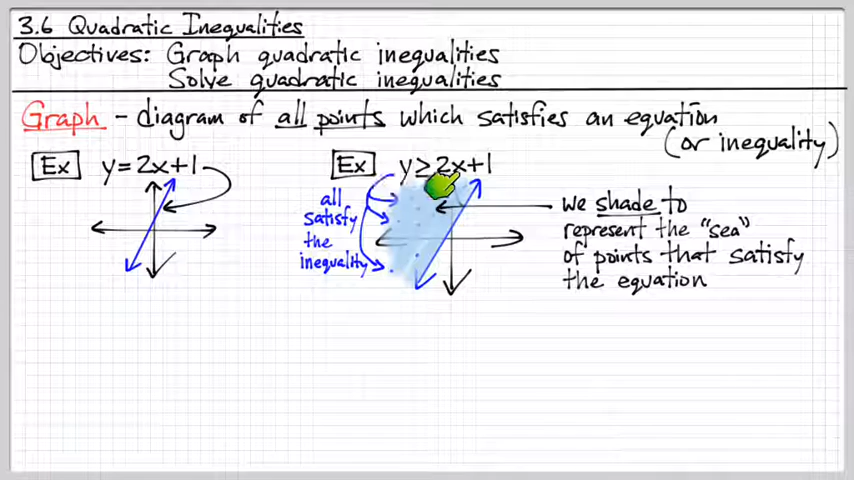 3.6 Quadratic Inequalities
Objectives: Graph quadratic inequalities
Solve quadratic inequalities
Graph - diagram of all points which satisfies an equation
(or inequality)
Ex y=2x+1
Ex y≥2x+1
all
satisfy
the
inequality
we shade to
represent the "sea"
of points that satisfy
the equation